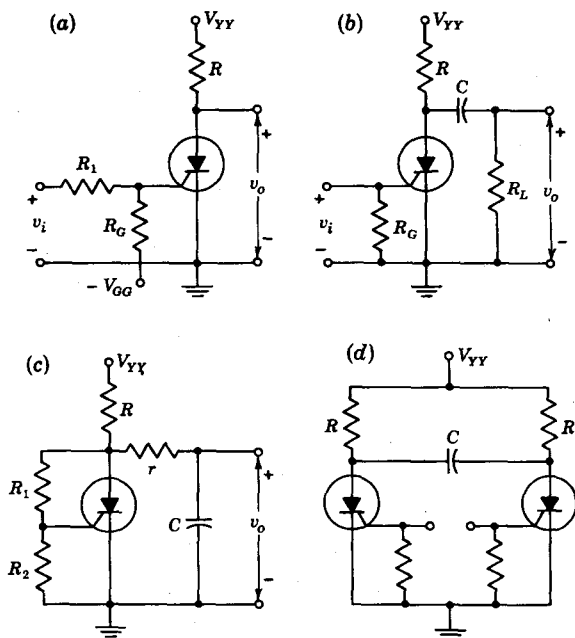 (a)
V_YY
R
R_1
+
v_i
-
R_G
- V_GG
+
v_o
-
(b)
V_YY
R
C
+
v_i
-
R_G
R_L
+
v_o
-
(c)
V_YY
R
r
R_1
R_2
C
+
v_o
-
(d)
V_YY
R
C
R